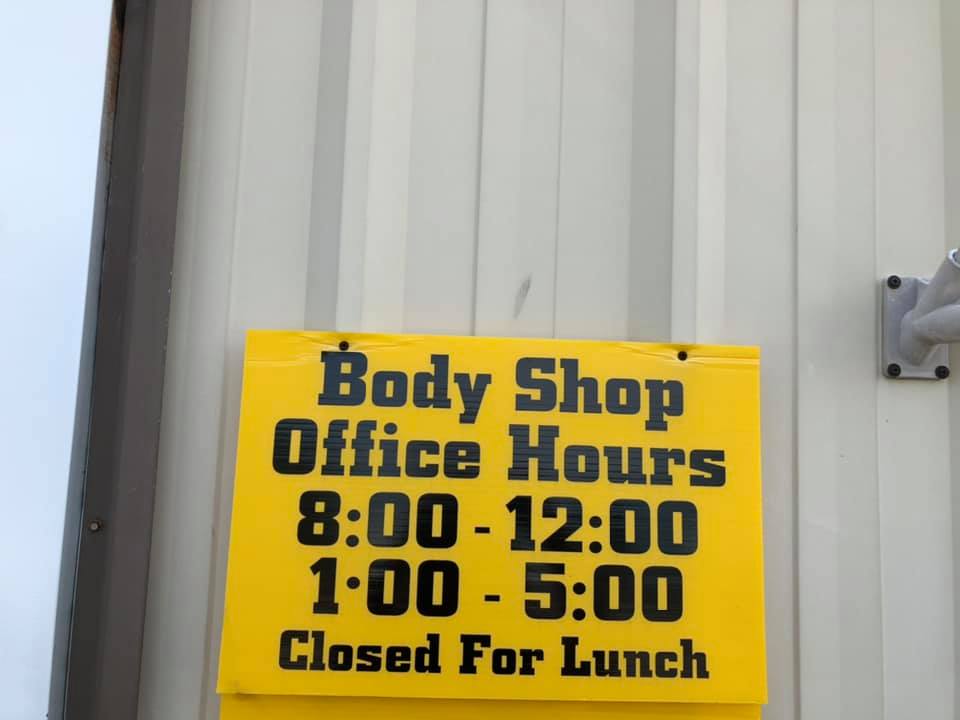 Body Shop
Office Hours
8:00 - 12:00
1:00 - 5:00
Closed For Lunch